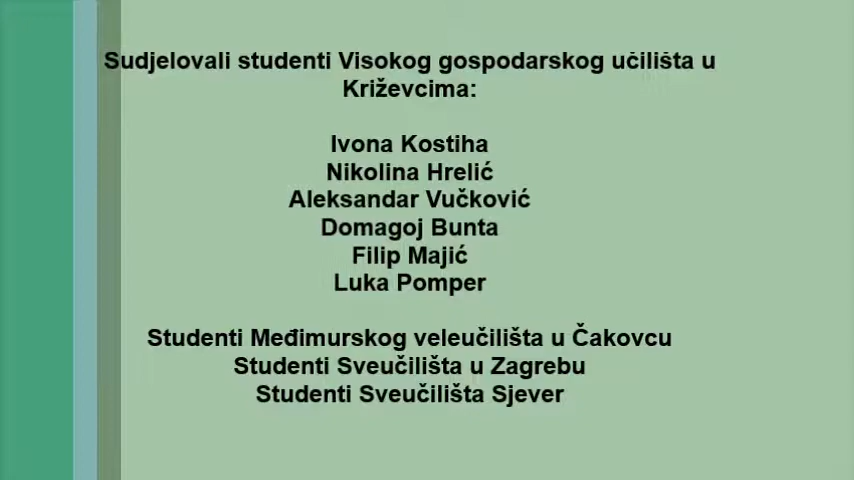 Sudjelovali studenti Visokog gospodarskog učilišta u
Križevcima:
Ivona Kostiha
Nikolina Hrelić
Aleksandar Vučković
Domagoj Bunta
Filip Majić
Luka Pomper
Studenti Međimurskog veleučilišta u Čakovcu
Studenti Sveučilišta u Zagrebu
Studenti Sveučilišta Sjever